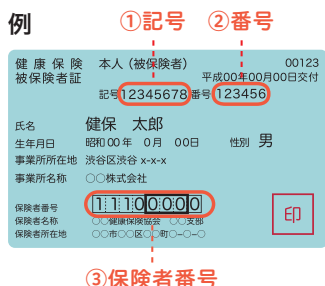 例
①記号 ②番号
健康保険 本人(被保険者) 00123
被保険者証 平成00年00月00日交付
記号12345678番号123456
氏名 健保 太郎
生年月日 昭和00年 0月 00日 性別 男
事業所所在地 渋谷区渋谷 x-x-x
事業所名称 ○○株式会社
保険者番号 11100000
保険者名称 ○○健康保険協会 ○○支部
保険者所在地 ○○市○○区○○町○-○-○
印
③保険者番号